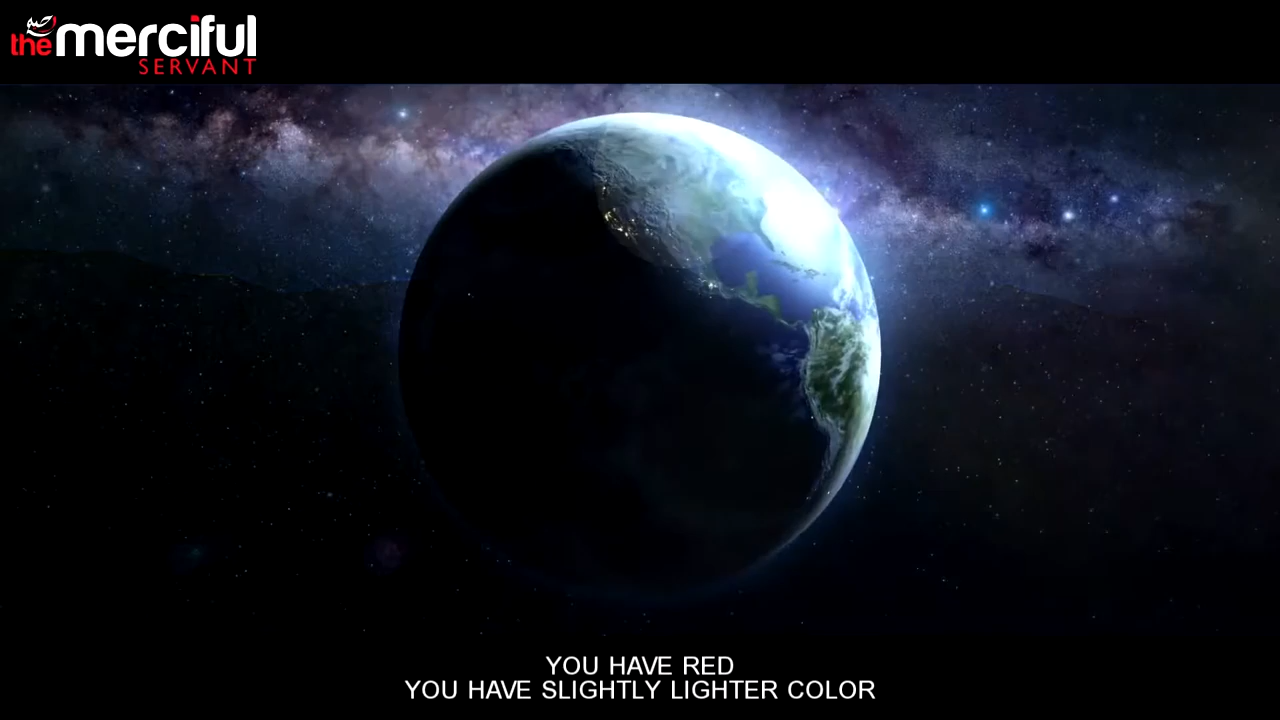 the merciful
SERVANT
YOU HAVE RED
YOU HAVE SLIGHTLY LIGHTER COLOR